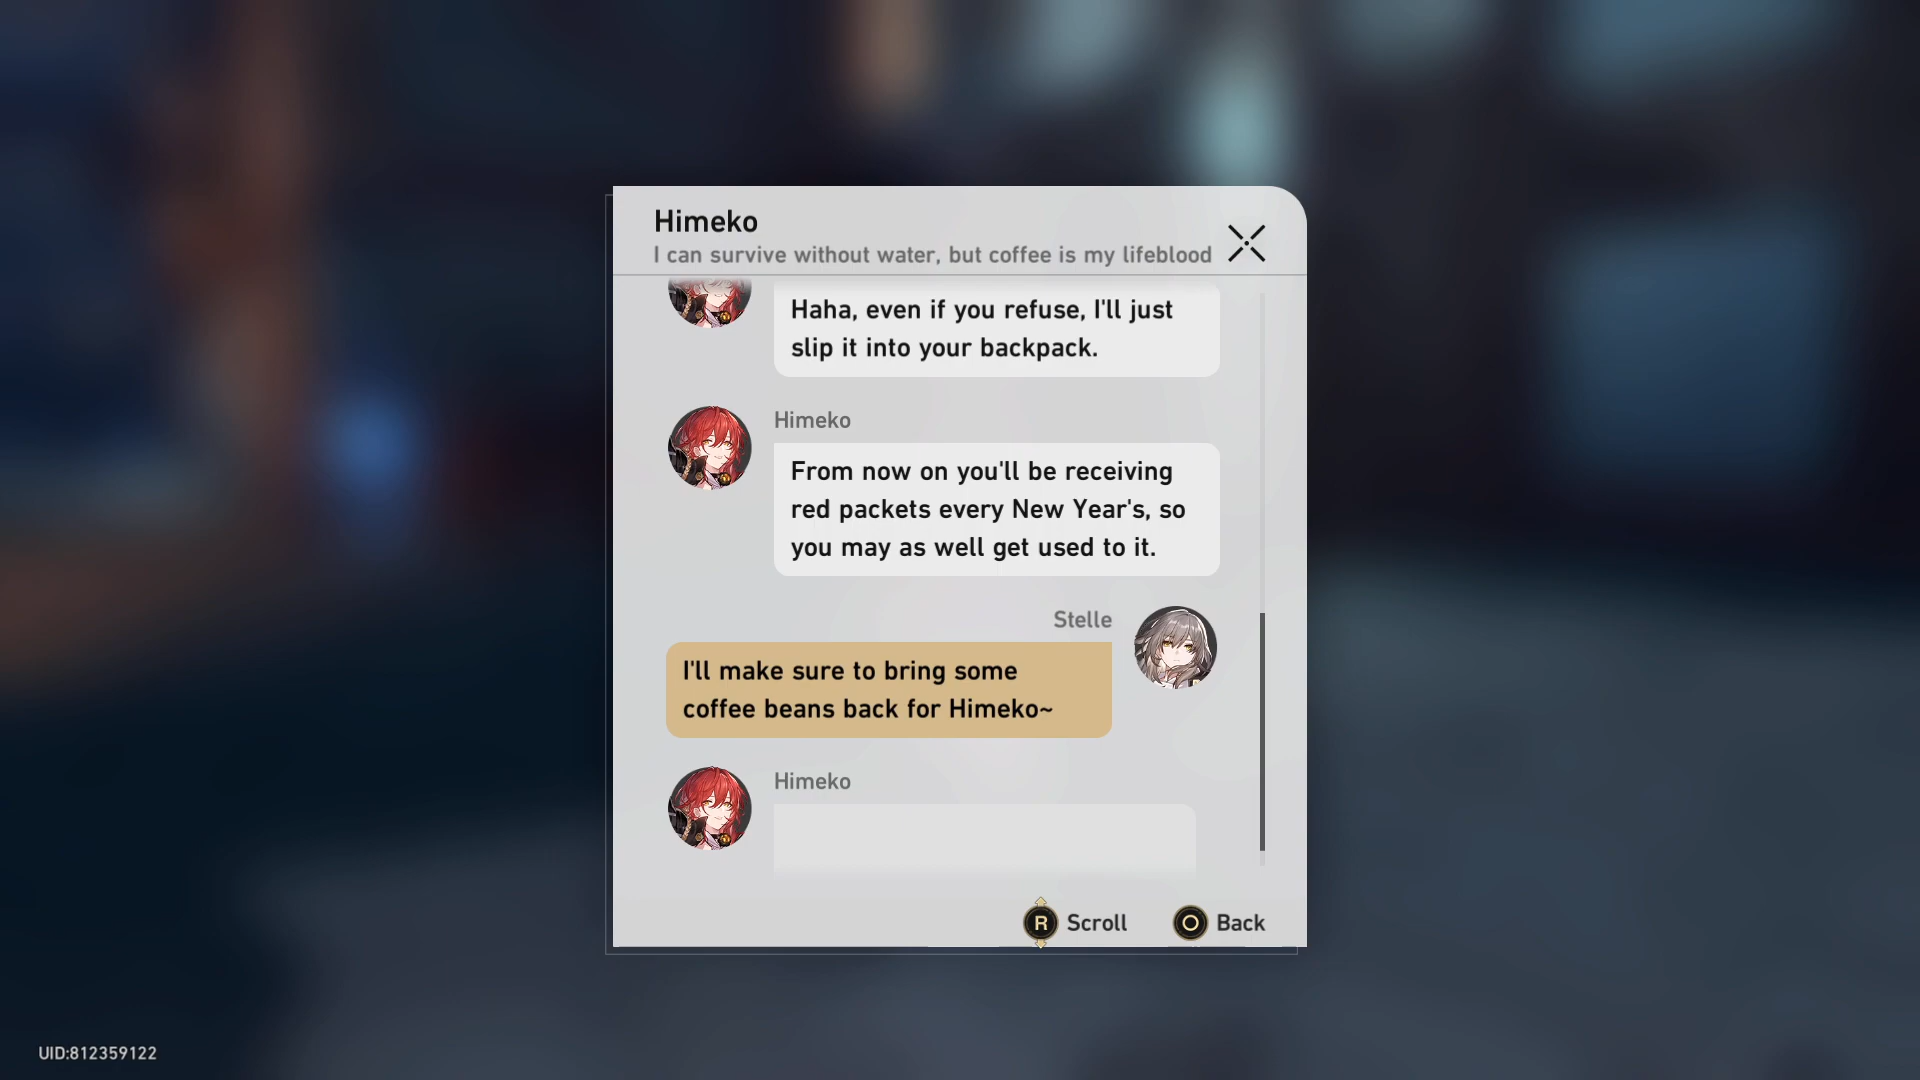 Himeko
I can survive without water, but coffee is my lifeblood
Haha, even if you refuse, I'll just
slip it into your backpack.
Himeko
From now on you'll be receiving
red packets every New Year's, so
you may as well get used to it.
Stelle
I'll make sure to bring some
coffee beans back for Himeko~
Himeko
R Scroll
Back
UID:812359122